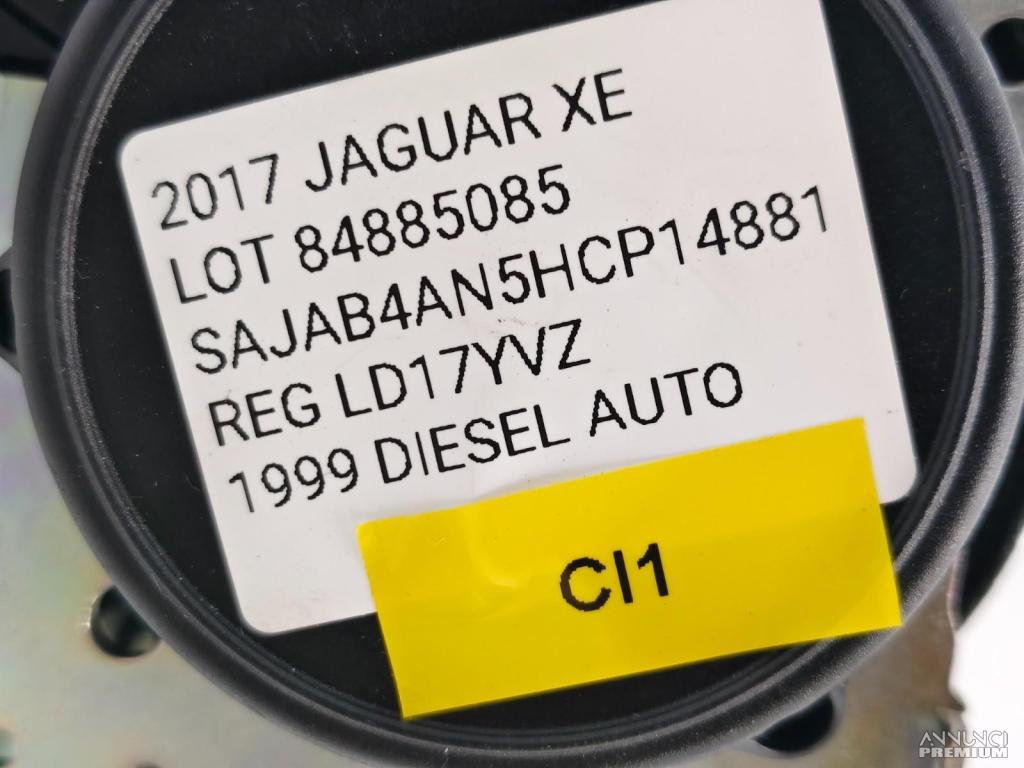 2017 JAGUAR XE
LOT 84885085
SAJAB4AN5HCP14881
REG LD17YVZ
1999 DIESEL AUTO
CI1
ANNUNCI
PREMIUM